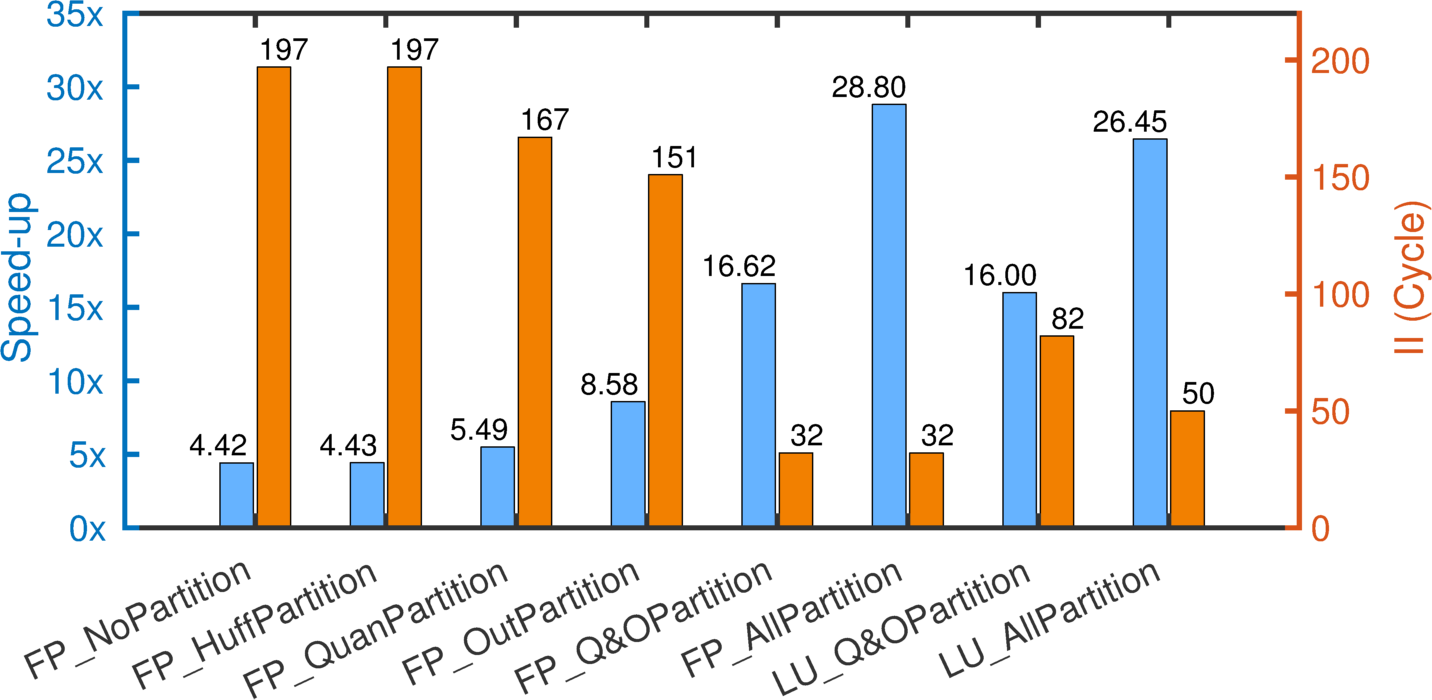 35x
30x
25x
20x
15x
10x
5x
0x
Speed-up
200
150
100
50
0
II (Cycle)
4.42
197
4.43
197
5.49
167
8.58
151
16.62
32
28.80
32
16.00
82
26.45
50
FP_NoPartition
FP_HuffPartition
FP_QuanPartition
FP_OutPartition
FP_Q&OPartition
FP_AllPartition
LU_Q&OPartition
LU_AllPartition